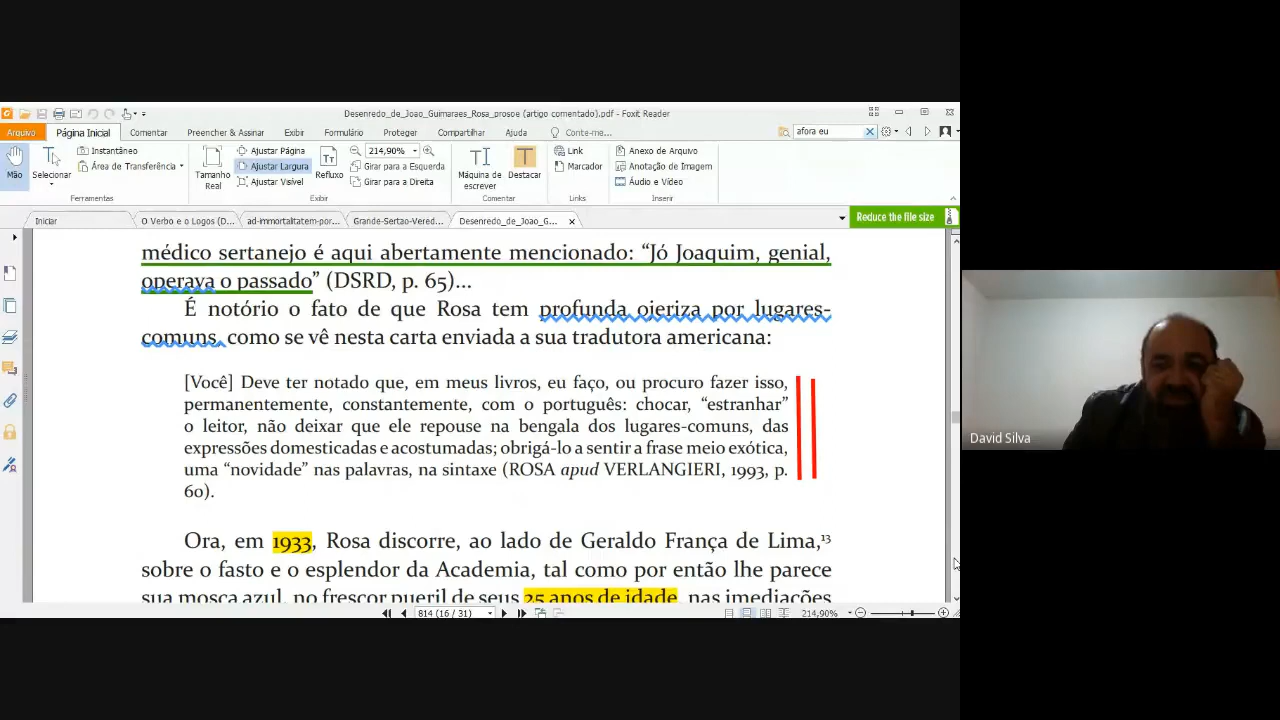 Desenredo_de_Joao_Guimaraes_Rosa_prosoe (artigo comentado).pdf - Foxit Reader
Arquivo Página Inicial Comentar Preencher & Assinar Exibir Formulário Proteger Compartilhar Ajuda Conte-me... afora eu
Mão
Selecionar
Instantâneo
Área de Transferência
Ferramentas
Tamanho Real
Ajustar Página
Ajustar Largura
Ajustar Visível
Refluxo
214,90%
Girar para a Esquerda
Girar para a Direita
Exibir
Máquina de escrever
Destacar
Comentar
Link
Marcador
Links
Anexo de Arquivo
Anotação de Imagem
Áudio e Vídeo
Inserir
Iniciar O Verbo e o Logos (D... ad-immortalitatem-por... Grande-Sertao-Vered... Desenredo_de_Joao_G... Reduce the file size
médico sertanejo é aqui abertamente mencionado: “Jó Joaquim, genial,
operava o passado” (DSRD, p. 65)...
É notório o fato de que Rosa tem profunda ojeriza por lugares-
comuns, como se vê nesta carta enviada a sua tradutora americana:
[Você] Deve ter notado que, em meus livros, eu faço, ou procuro fazer isso,
permanentemente, constantemente, com o português: chocar, “estranhar”
o leitor, não deixar que ele repouse na bengala dos lugares-comuns, das
expressões domesticadas e acostumadas; obrigá-lo a sentir a frase meio exótica,
uma “novidade” nas palavras, na sintaxe (ROSA apud VERLANGIERI, 1993, p.
60).
Ora, em 1933, Rosa discorre, ao lado de Geraldo França de Lima,¹³
sobre o fasto e o esplendor da Academia, tal como por então lhe parece
sua mosca azul, no frescor pueril de seus 25 anos de idade, nas imediações
814 (16 / 31) 214,90%
David Silva